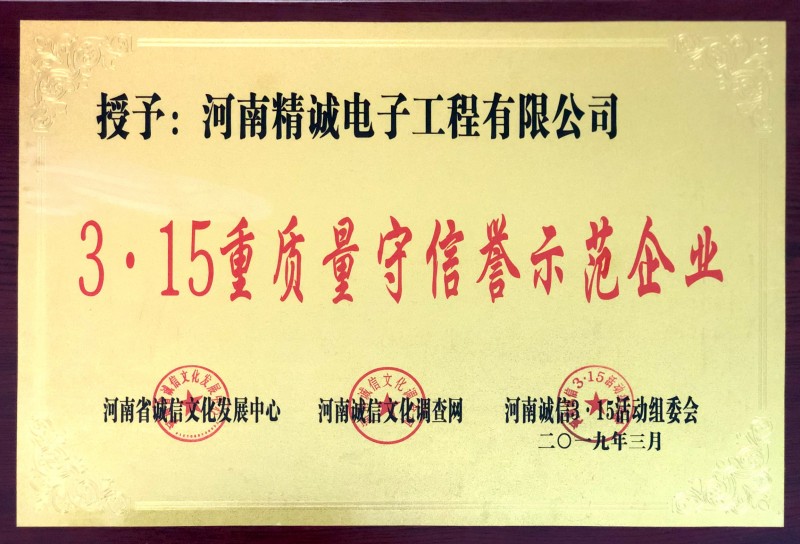 授予：河南精诚电子工程有限公司
3·15重质量守信誉示范企业
河南省诚信文化发展中心 河南诚信文化调查网 河南诚信3·15活动组委会
二〇一九年三月